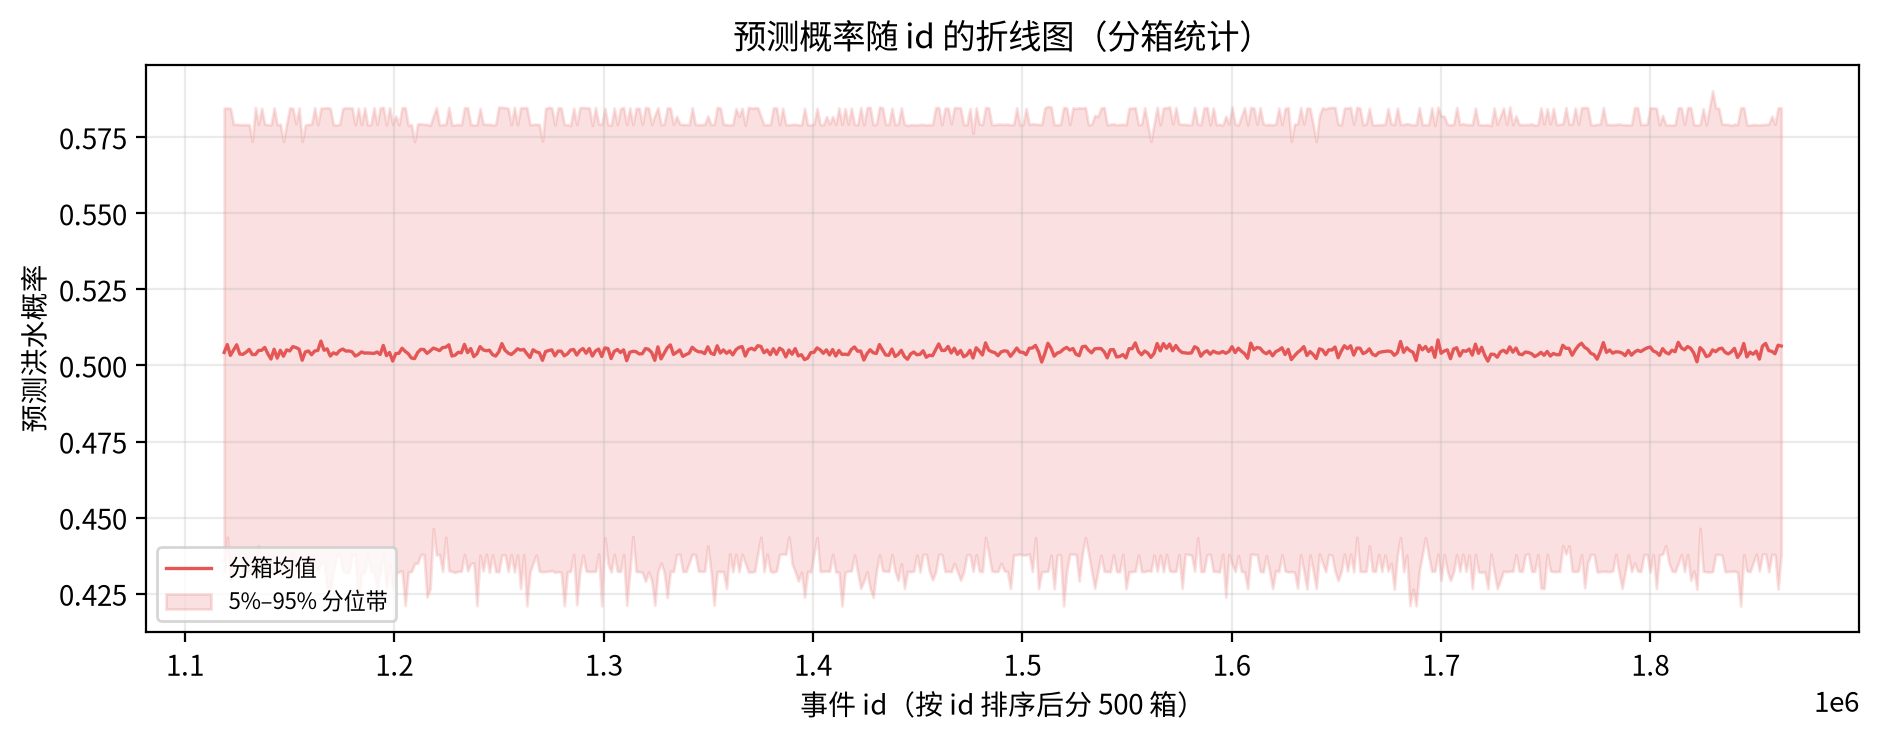 预测概率随 id 的折线图（分箱统计）
预测洪水概率
0.575
0.550
0.525
0.500
0.475
0.450
0.425
分箱均值
5%–95% 分位带
1.1 1.2 1.3 1.4 1.5 1.6 1.7 1.8
1e6
事件 id（按 id 排序后分 500 箱）